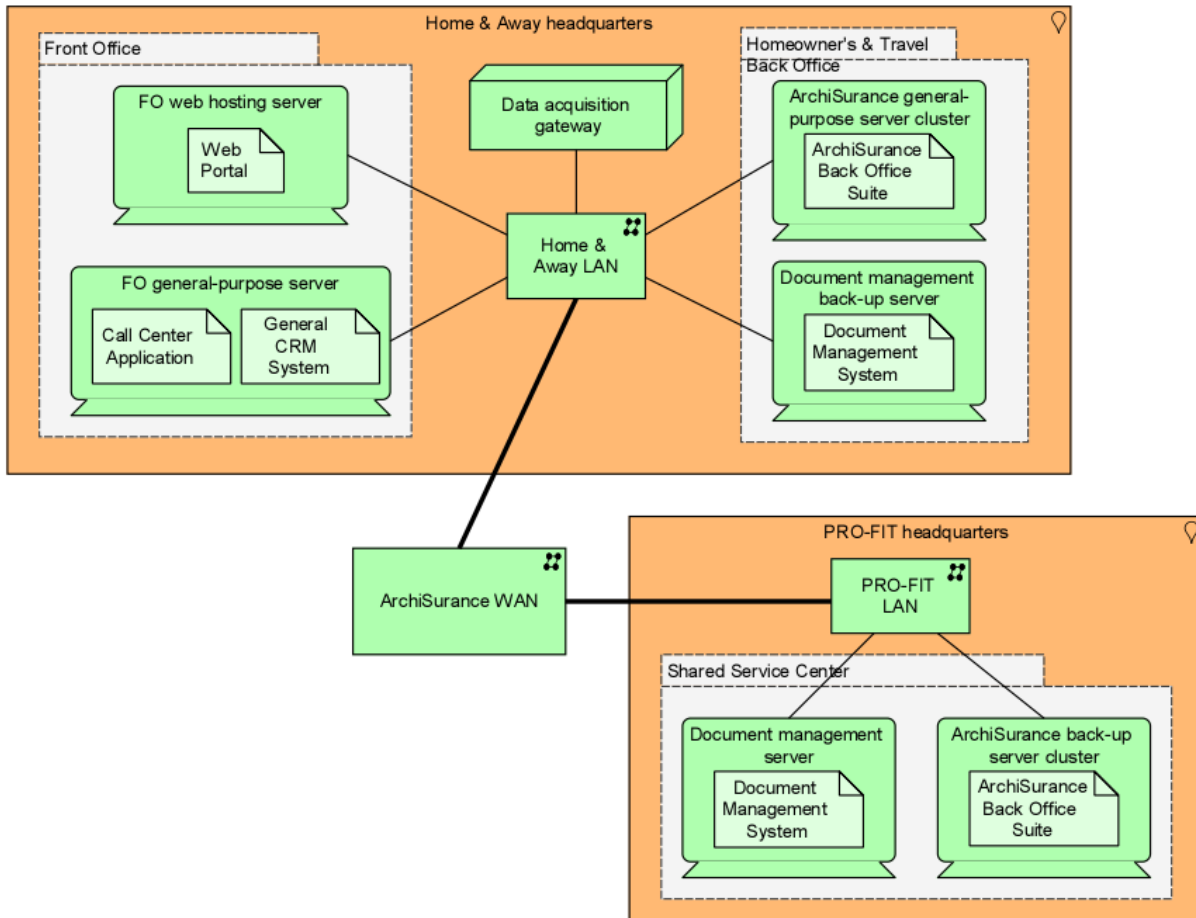 Home & Away headquarters
Front Office
FO web hosting server
Web
Portal
FO general-purpose server
Call Center
Application
General
CRM
System
Data acquisition
gateway
Home &
Away LAN
Homeowner's & Travel
Back Office
ArchiSurance general-
purpose server cluster
ArchiSurance
Back Office
Suite
Document management
back-up server
Document
Management
System
ArchiSurance WAN
PRO-FIT headquarters
PRO-FIT
LAN
Shared Service Center
Document management
server
Document
Management
System
ArchiSurance back-up
server cluster
ArchiSurance
Back Office
Suite